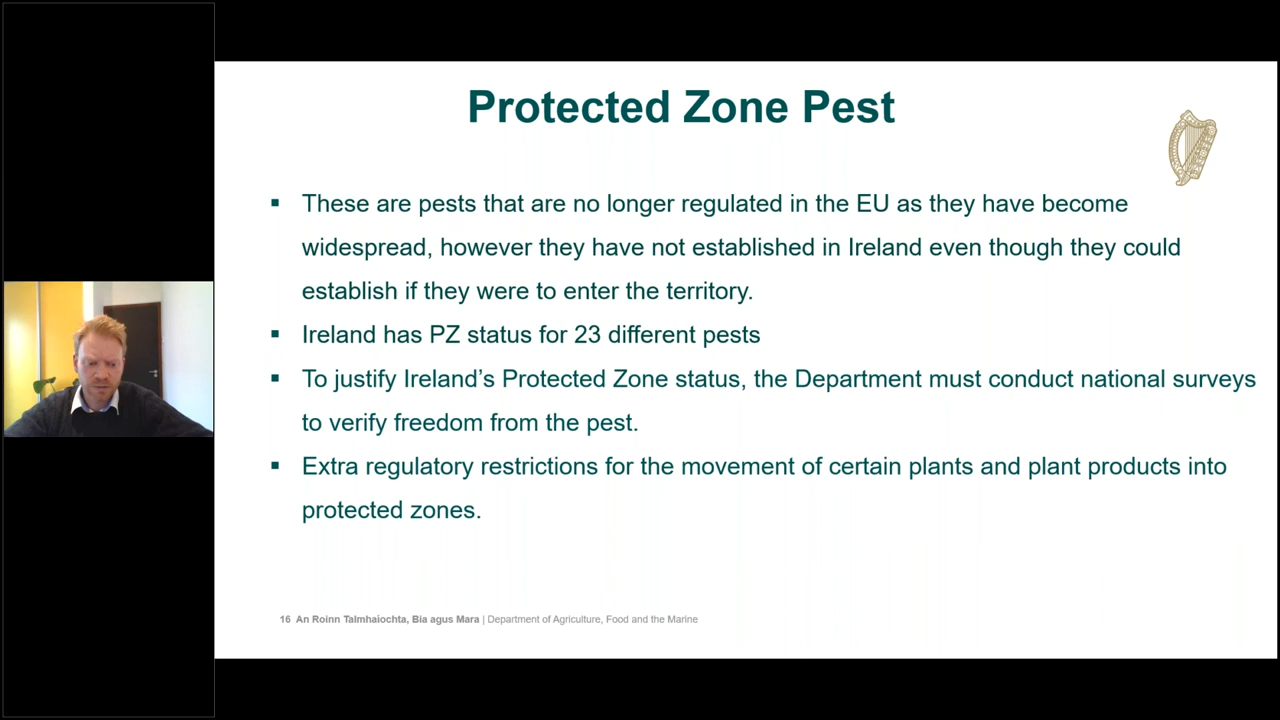 Protected Zone Pest
▪ These are pests that are no longer regulated in the EU as they have become
widespread, however they have not established in Ireland even though they could
establish if they were to enter the territory.
▪ Ireland has PZ status for 23 different pests
▪ To justify Ireland’s Protected Zone status, the Department must conduct national surveys
to verify freedom from the pest.
▪ Extra regulatory restrictions for the movement of certain plants and plant products into
protected zones.
16 An Roinn Talmhaíochta, Bia agus Mara | Department of Agriculture, Food and the Marine